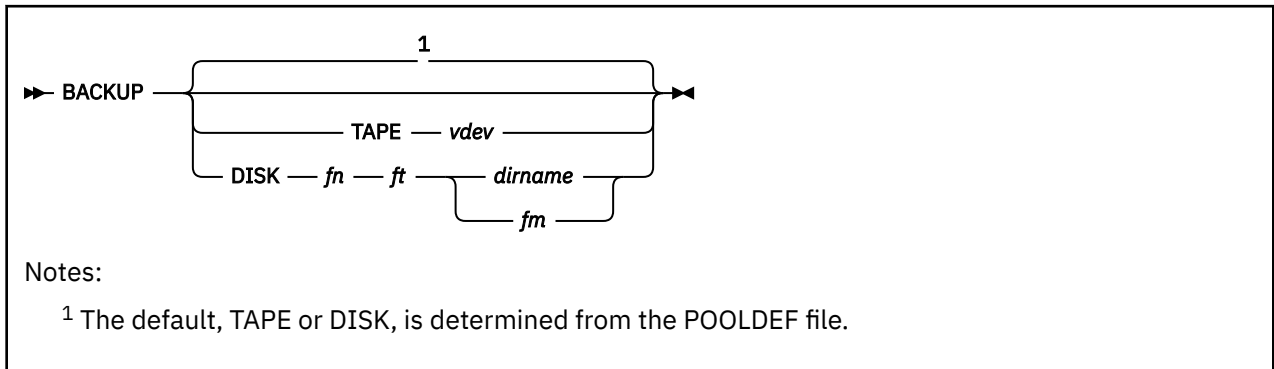 1
BACKUP
TAPE vdev
DISK fn ft dirname
fm
Notes:
1 The default, TAPE or DISK, is determined from the POOLDEF file.